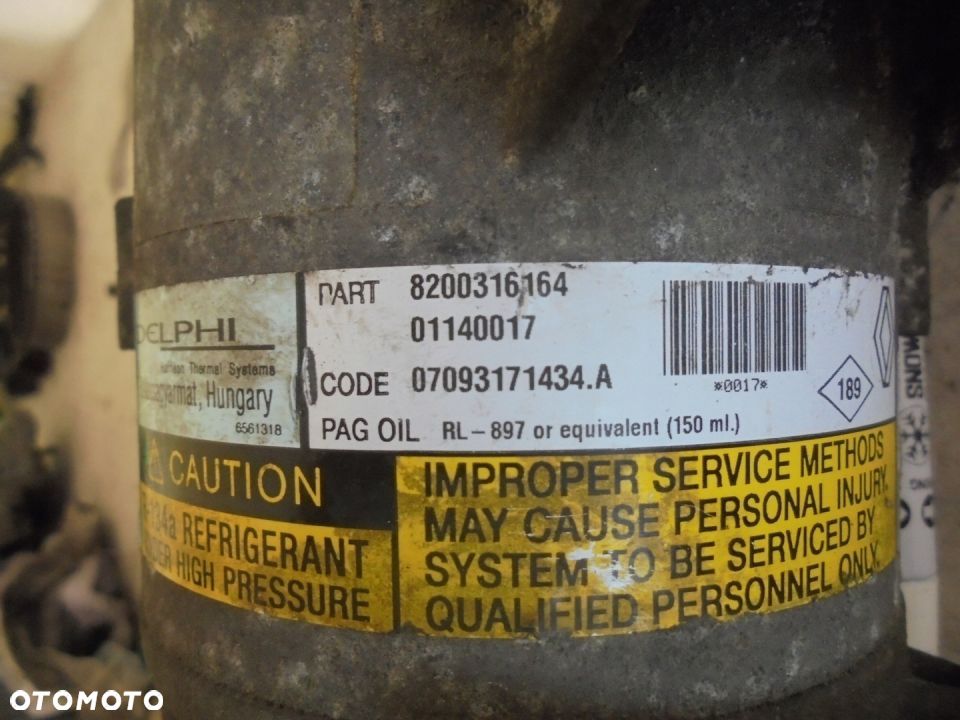 PART 8200316164
01140017
CODE 07093171434.A
PAG OIL RL-897 or equivalent (150 ml.)
*0017*
189
DELPHI
Thermal Systems
Hungary
6561318
CAUTION
REFRIGERANT
HIGH PRESSURE
IMPROPER SERVICE METHODS
MAY CAUSE PERSONAL INJURY.
SYSTEM TO BE SERVICED BY
QUALIFIED PERSONNEL ONLY.
OTOMOTO